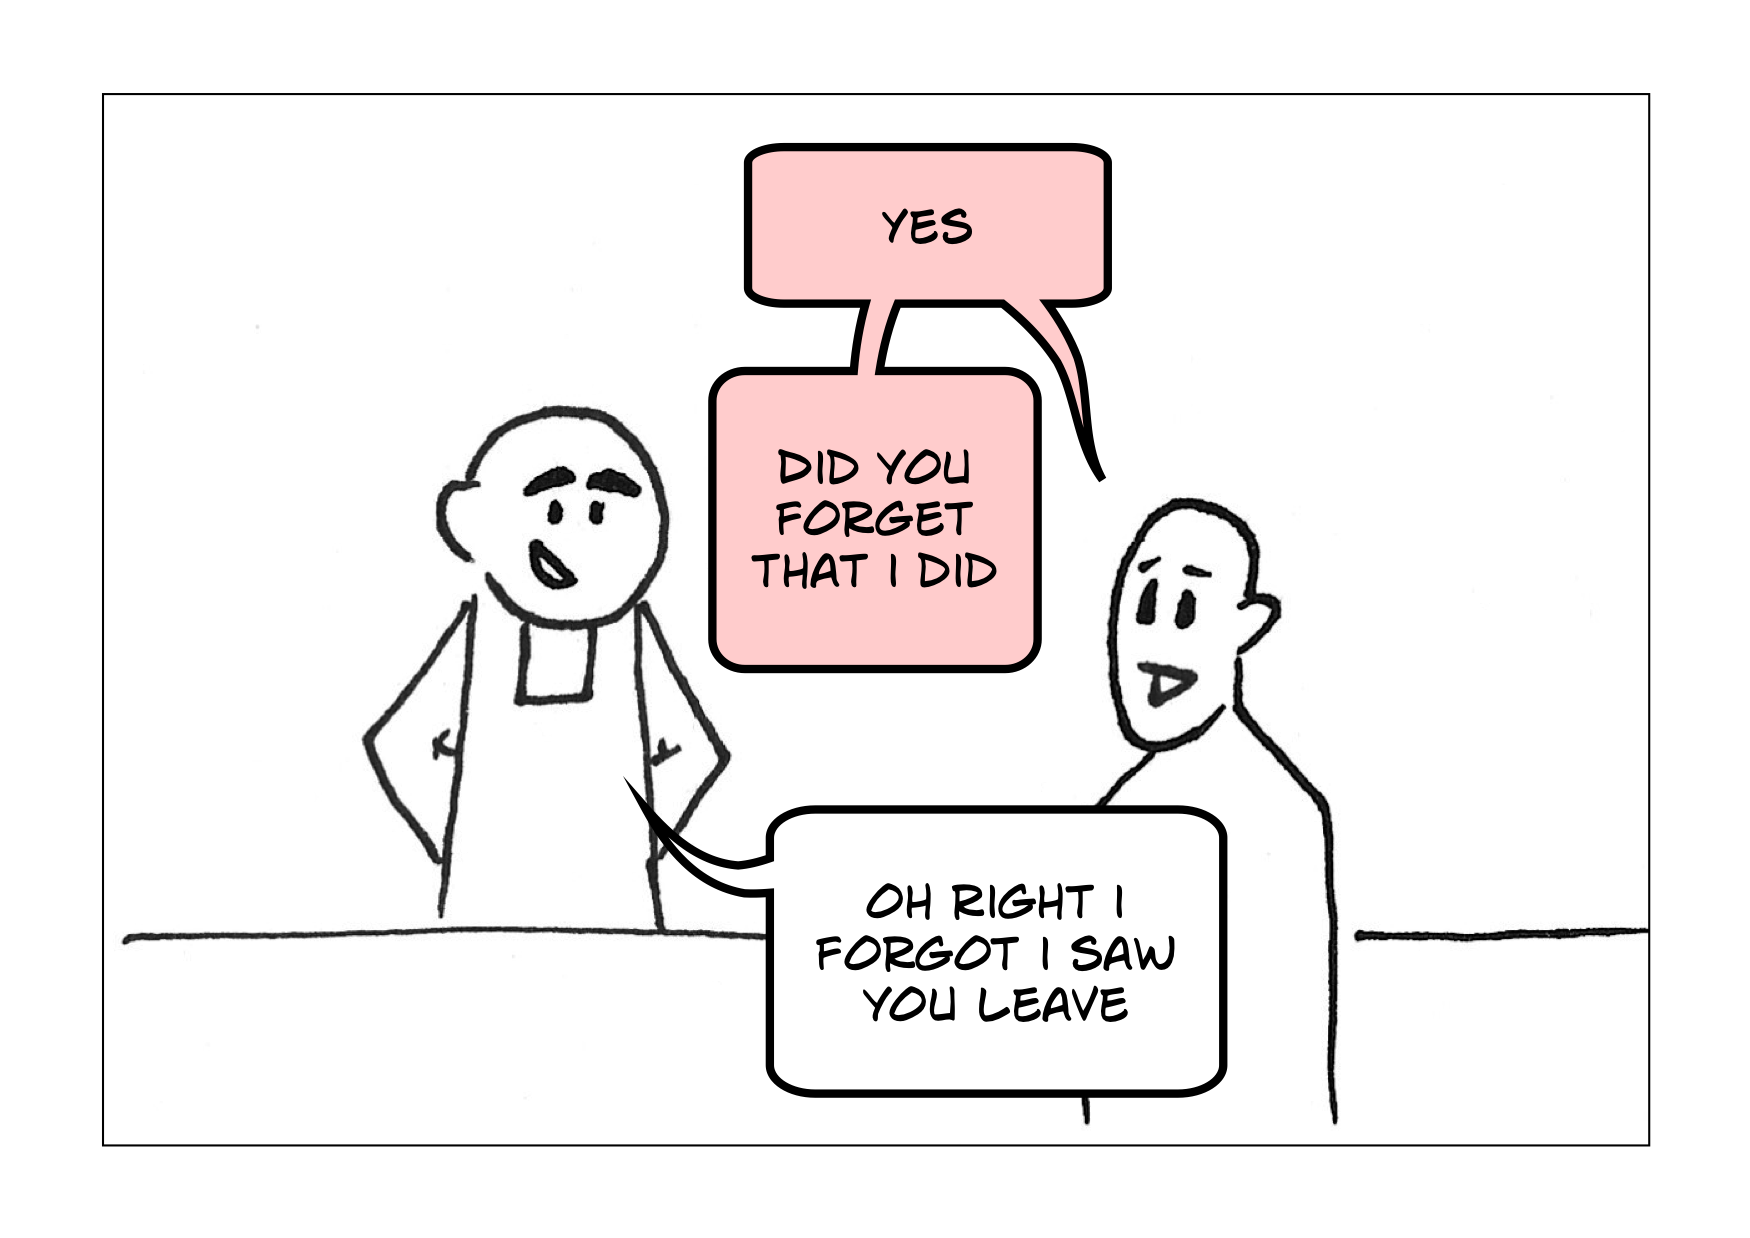 YES
DID YOU
FORGET
THAT I DID
OH RIGHT I
FORGOT I SAW
YOU LEAVE